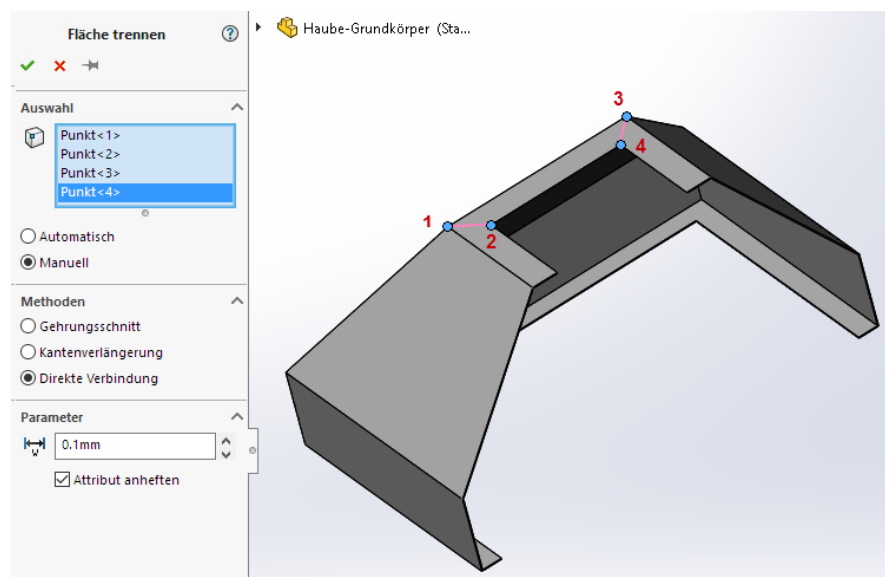 Fläche trennen
Haube-Grundkörper (Sta...
Auswahl
Punkt<1>
Punkt<2>
Punkt<3>
Punkt<4>
Automatisch
Manuell
Methoden
Gehrungsschnitt
Kantenverlängerung
Direkte Verbindung
Parameter
W
0.1mm
Attribut anheften
3
4
1
2